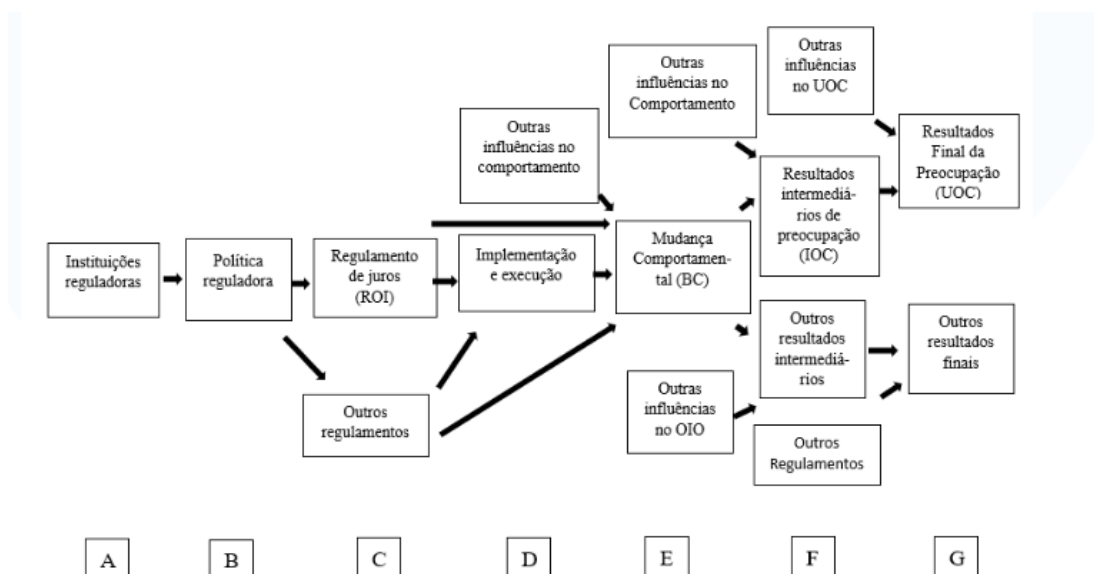 Outras
influências
no UOC
Outras
influências no
Comportamento
Outras
influências no
comportamento
Resultados
Final da
Preocupação
(UOC)
Resultados
intermediá-
rios de
preocupação
(IOC)
Instituições
reguladoras
Política
reguladora
Regulamento
de juros
(ROI)
Implementação
e execução
Mudança
Comportamen-
tal (BC)
Outros
resultados
intermediá-
rios
Outros
resultados
finais
Outros
regulamentos
Outras
influências
no OIO
Outros
Regulamentos
A
B
C
D
E
F
G